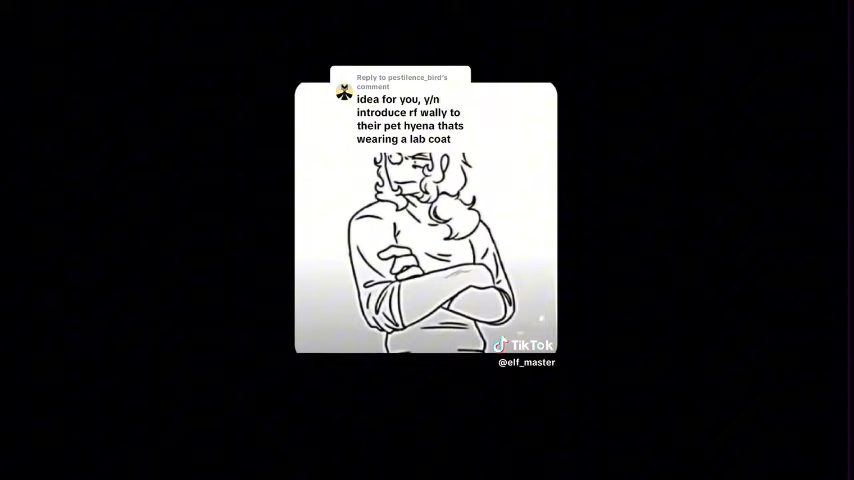 Reply to pestilence_bird's
comment
idea for you, y/n
introduce rf wally to
their pet hyena thats
wearing a lab coat
TikTok
@elf_master